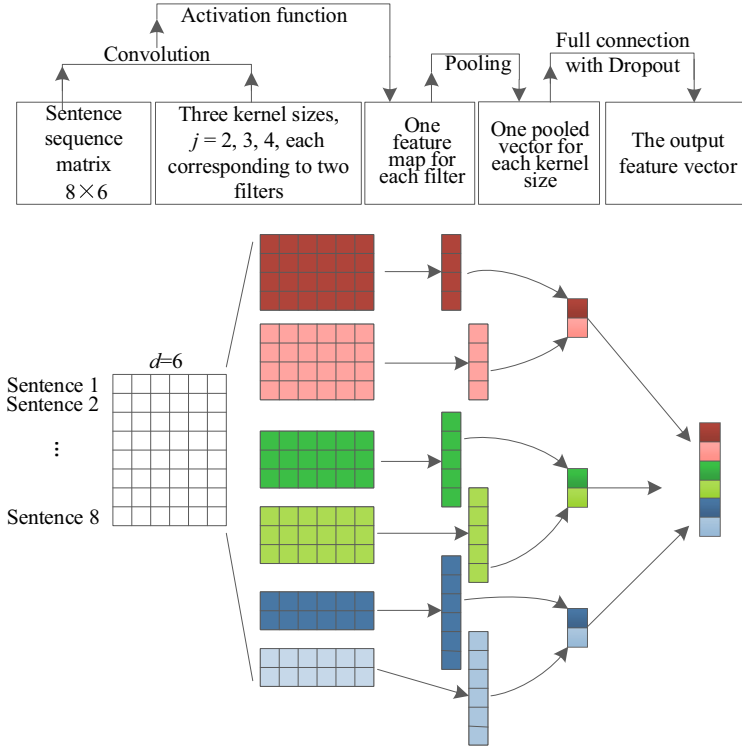 Activation function
Convolution
Pooling
Full connection
with Dropout
Sentence
sequence
matrix
8×6
Three kernel sizes,
j = 2, 3, 4, each
corresponding to two
filters
One
feature
map for
each filter
One pooled
vector for
each kernel
size
The output
feature vector
d=6
Sentence 1
Sentence 2
...
Sentence 8